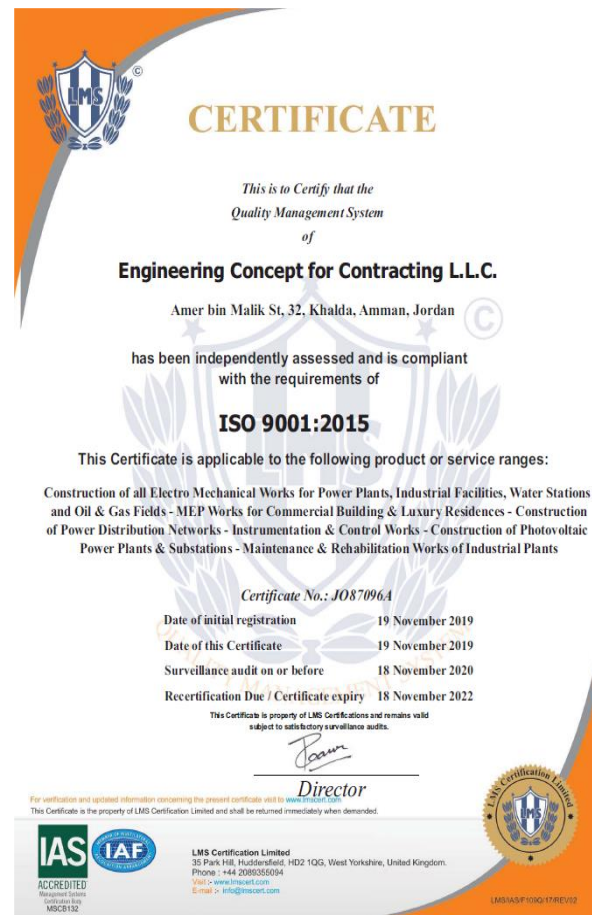 LMS
©
CERTIFICATE
This is to Certify that the
Quality Management System
of
Engineering Concept for Contracting L.L.C.
Amer bin Malik St, 32, Khalda, Amman, Jordan
©
has been independently assessed and is compliant
with the requirements of
LMS
ISO 9001:2015
This Certificate is applicable to the following product or service ranges:
Construction of all Electro Mechanical Works for Power Plants, Industrial Facilities, Water Stations
and Oil & Gas Fields - MEP Works for Commercial Building & Luxury Residences - Construction
of Power Distribution Networks - Instrumentation & Control Works - Construction of Photovoltaic
Power Plants & Substations - Maintenance & Rehabilitation Works of Industrial Plants
Certificate No.: JO87096A
Date of initial registration 19 November 2019
Date of this Certificate 19 November 2019
Surveillance audit on or before 18 November 2020
Recertification Due / Certificate expiry 18 November 2022
QUALITY MANAGEMENT SYSTEM
This Certificate is property of LMS Certifications and remains valid
subject to satisfactory surveillance audits.
Director
For verification and updated information concerning the present certificate visit to www.lmscert.com
This Certificate is the property of LMS Certification Limited and shall be returned immediately when demanded.
IAS
ACCREDITED
Management Systems
Certification Body
MSCB132
IAF
LMS Certification Limited
35 Park Hill, Huddersfield, HD2 1QG, West Yorkshire, United Kingdom.
Phone : +44 2089355094
Visit :- www.lmscert.com
E-mail :- info@lmscert.com
LMS Certification Limited
LMS
LMS/IAS/F109Q/17/REV02